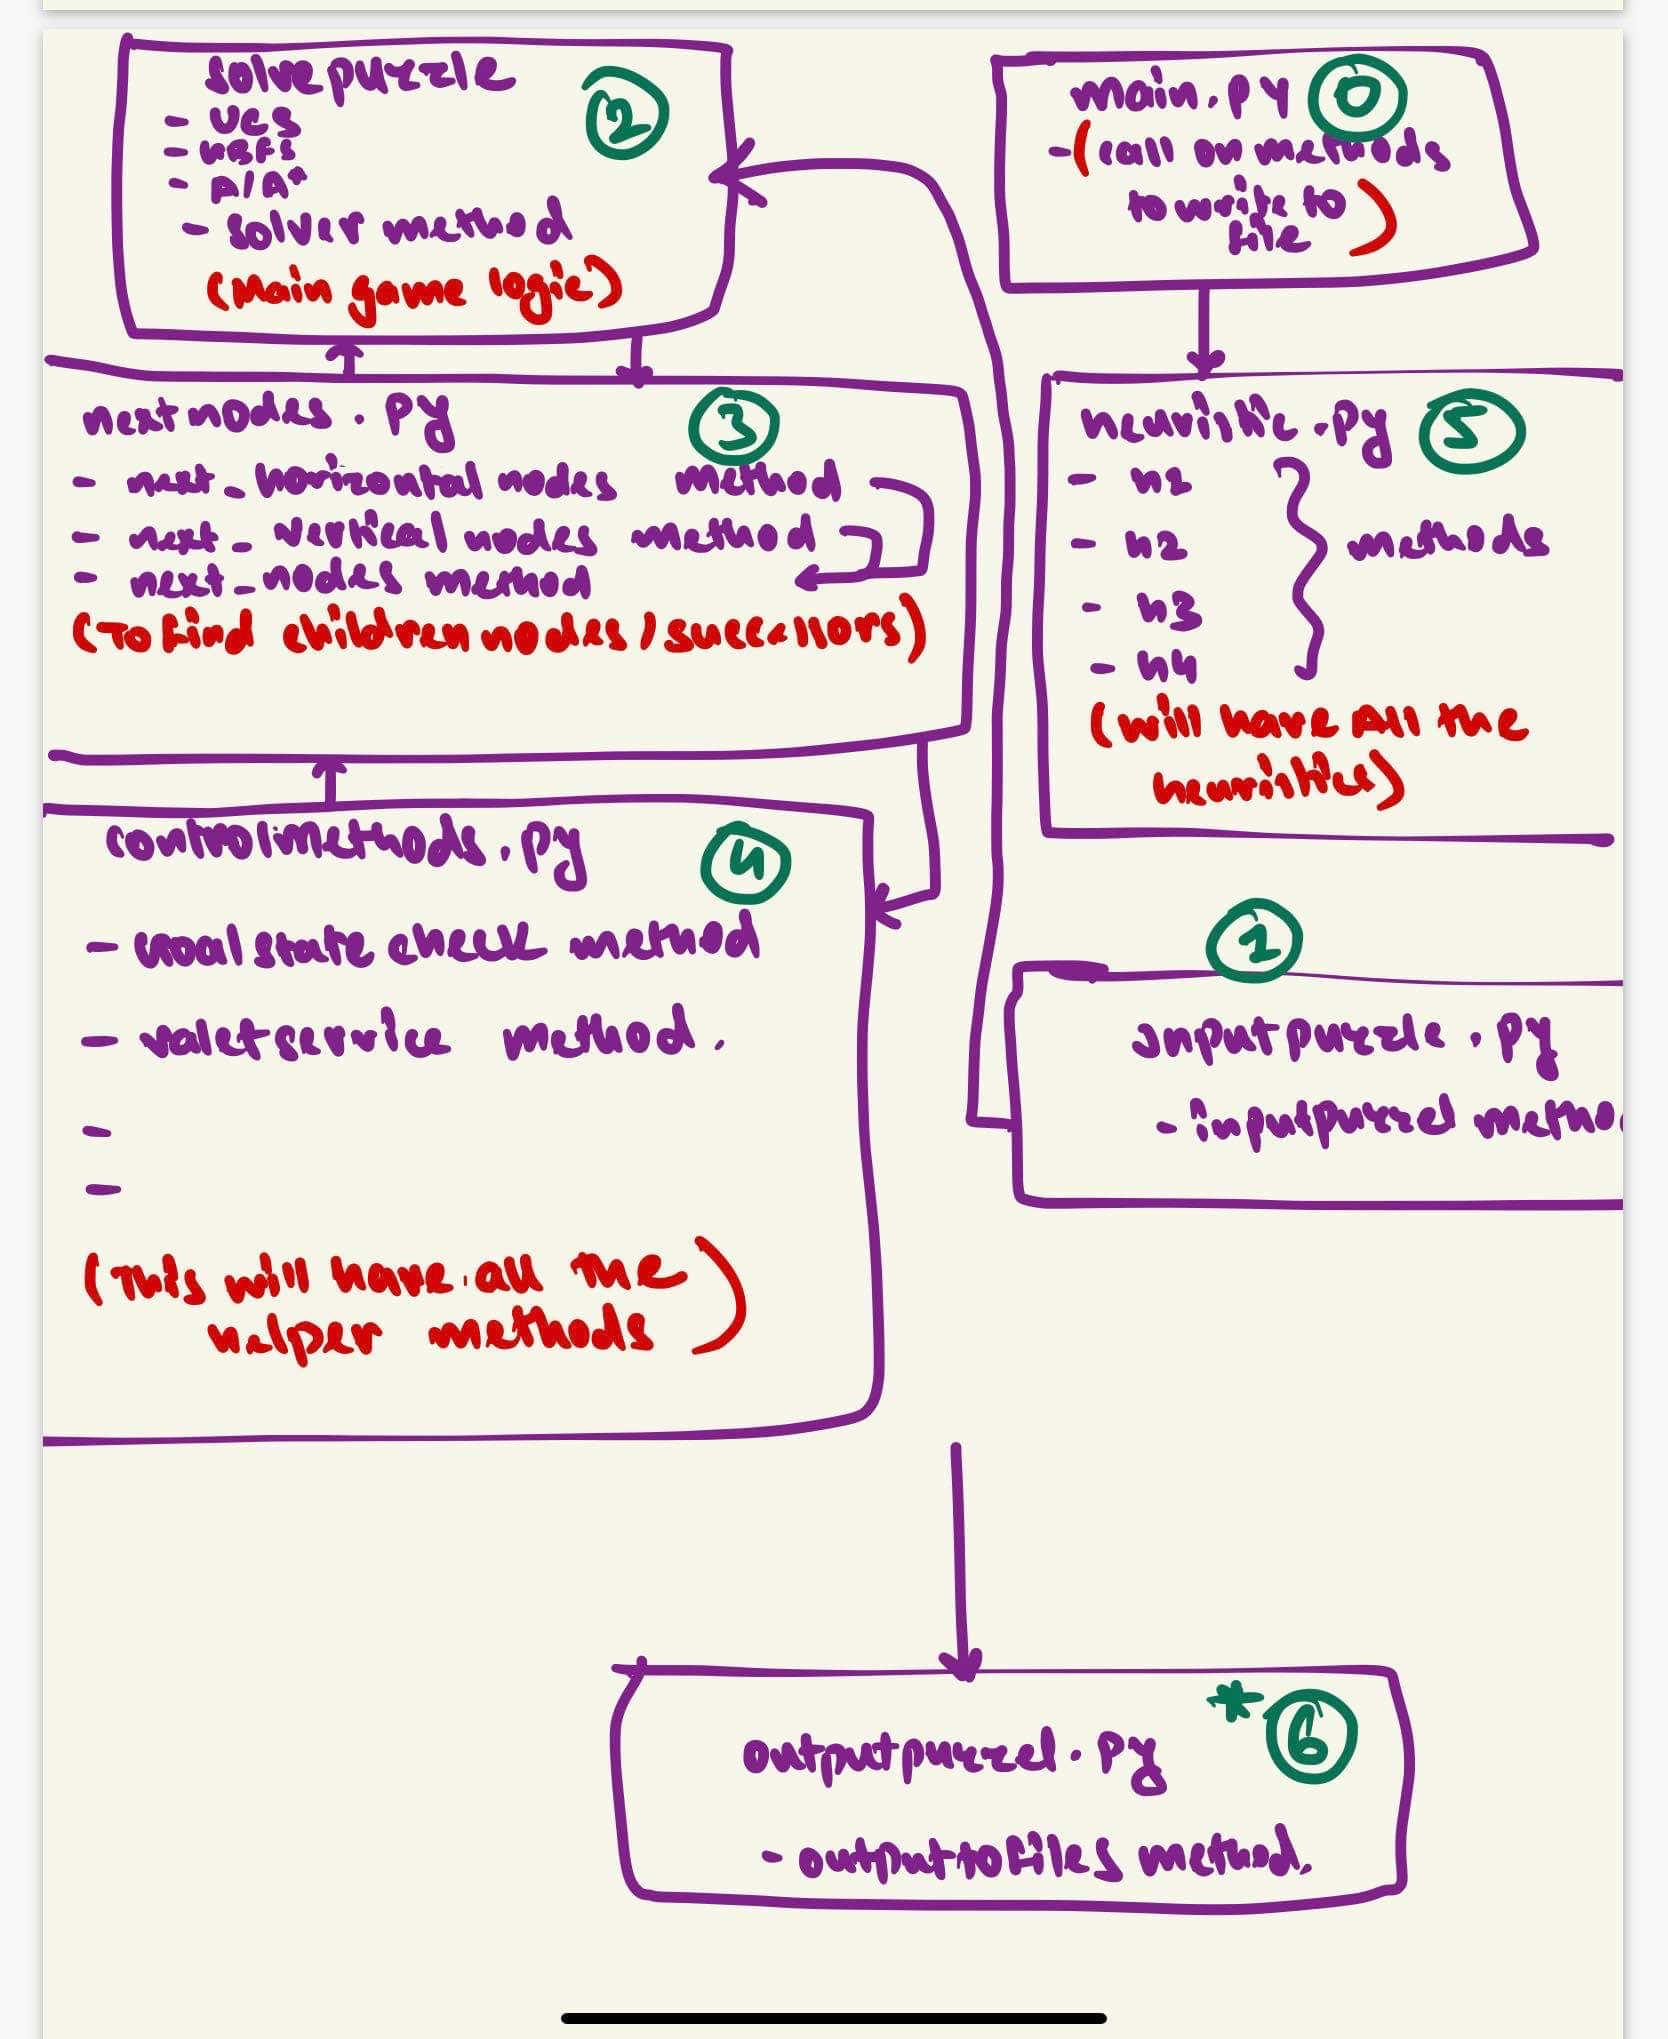 solvepuzzle
2
- UCS
- hBFS
- A/A*
- solver method
(Main game logic)
main.py 0
- (call on methods
to write to
file)
nextnodes.py 3
- next_horizontal nodes method
- next_vertical nodes method
- next_nodes method
(To find children nodes/successors)
heuristic.py 5
- h1
- h2
- h3
- h4
methods
(will have All the
heuristics)
controlmethods.py 4
- Goal state check method
- valet service method.
-
-
(This will have all the
helper methods)
1
inputpuzzle.py
- inputpuzzel metho
* 6
outputpuzzel.py
- outputtofiles method.